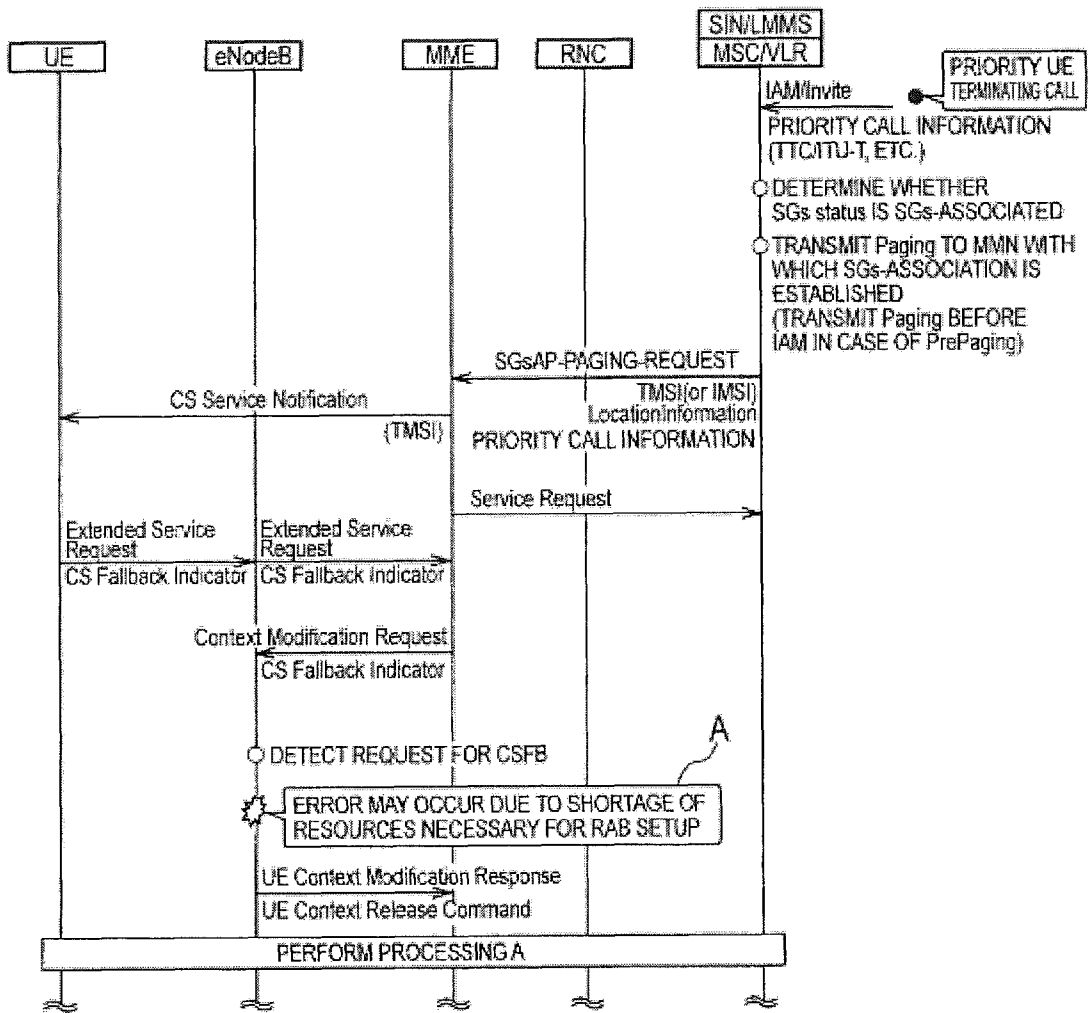 UE
eNodeB
MME
RNC
SIN/LMMS
MSC/VLR
PRIORITY UE
TERMINATING CALL
IAM/Invite
PRIORITY CALL INFORMATION
(TTC/ITU-T, ETC.)
DETERMINE WHETHER
SGs status IS SGs-ASSOCIATED
TRANSMIT Paging TO MMN WITH
WHICH SGs-ASSOCIATION IS
ESTABLISHED
(TRANSMIT Paging BEFORE
IAM IN CASE OF PrePaging)
SGsAP-PAGING-REQUEST
TMSI(or IMSI)
LocationInformation
PRIORITY CALL INFORMATION
CS Service Notification
(TMSI)
Service Request
Extended Service
Request
CS Fallback Indicator
Extended Service
Request
CS Fallback Indicator
Context Modification Request
CS Fallback Indicator
DETECT REQUEST FOR CSFB
A
ERROR MAY OCCUR DUE TO SHORTAGE OF
RESOURCES NECESSARY FOR RAB SETUP
UE Context Modification Response
UE Context Release Command
PERFORM PROCESSING A